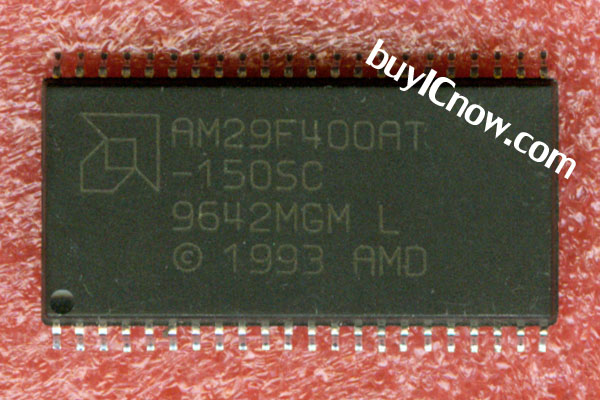 buyICnow.com
AM29F400AT
-150SC
9642MGM L
© 1993 AMD